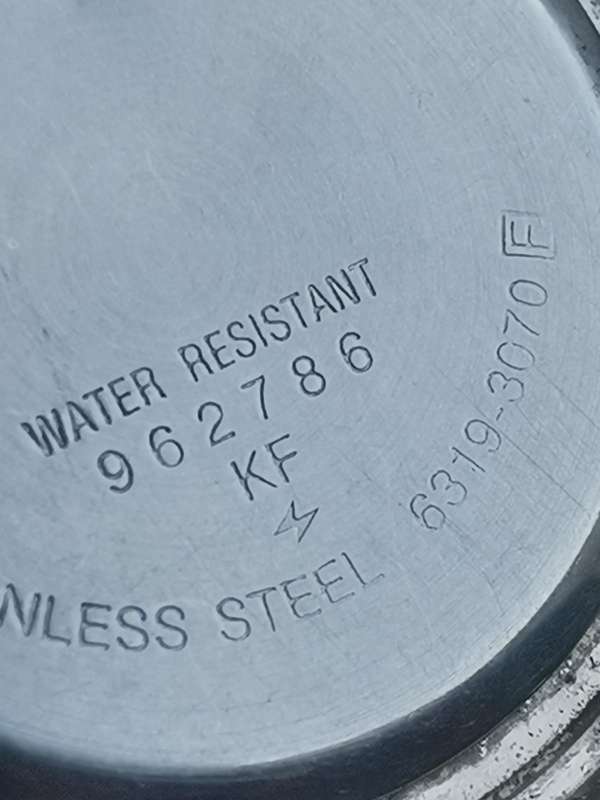 WATER RESISTANT
962786
KF
NLESS STEEL
6319-3070 F